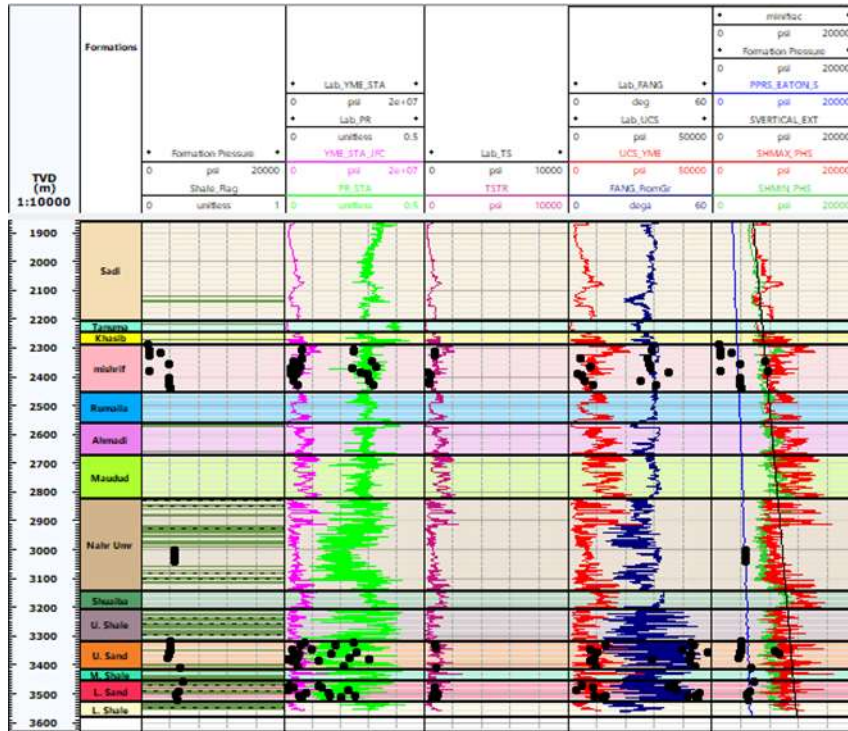 minifrac
0 psi 20000
Formations
Formation Pressure
0 psi 20000
Lab_YME_STA
Lab_FANG
PPRS_EATON_S
0 psi 2e+07
0 deg 60
0 psi 20000
Lab_PR
Lab_UCS
SVERTICAL_EXT
0 unitless 0.5
0 psi 50000
0 psi 20000
Formation Pressure
YME_STA_JFC
Lab_TS
UCS_YME
SHMAX_PHS
TVD
(m)
1:10000
0 psi 20000
0 psi 2e+07
0 psi 10000
0 psi 50000
0 psi 20000
Shale_Flag
PR_STA
TSTR
FANG_RomGr
SHMIN_PHS
0 unitless 1
0 unitless 0.5
0 psi 10000
0 dega 60
0 psi 20000
1900
2000
Sadi
2100
2200
Tanuma
Khasib
2300
mishrif
2400
Rumaila
2500
2600
Ahmadi
2700
Maudud
2800
2900
Nahr Umr
3000
3100
Shuaiba
3200
U. Shale
3300
U. Sand
3400
M. Shale
L. Sand
3500
L. Shale
3600